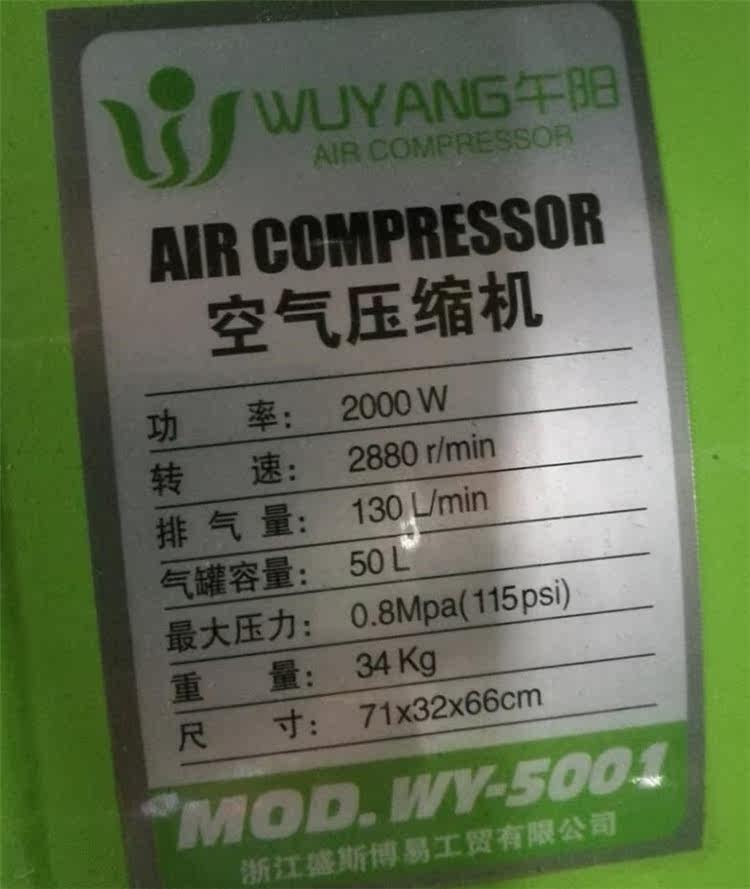 WUYANG午阳
AIR COMPRESSOR
AIR COMPRESSOR
空气压缩机
功率: 2000 W
转速: 2880 r/min
排气量: 130 L/min
气罐容量: 50 L
最大压力: 0.8Mpa(115psi)
重量: 34 Kg
尺寸: 71x32x66cm
MOD. WY-5001
浙江盛斯博易工贸有限公司